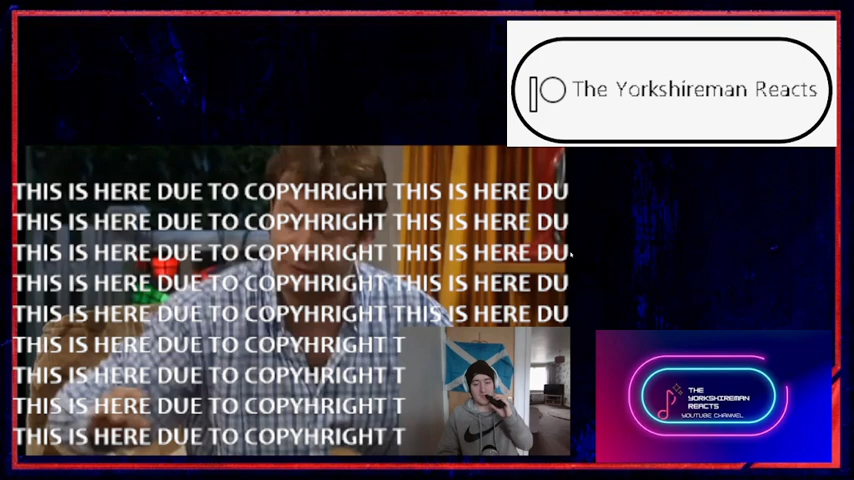 The Yorkshireman Reacts
THIS IS HERE DUE TO COPYHRIGHT THIS IS HERE DU
THIS IS HERE DUE TO COPYHRIGHT THIS IS HERE DU
THIS IS HERE DUE TO COPYHRIGHT THIS IS HERE DU
THIS IS HERE DUE TO COPYHRIGHT THIS IS HERE DU
THIS IS HERE DUE TO COPYHRIGHT THIS IS HERE DU
THIS IS HERE DUE TO COPYHRIGHT T
THIS IS HERE DUE TO COPYHRIGHT T
THIS IS HERE DUE TO COPYHRIGHT T
THIS IS HERE DUE TO COPYHRIGHT T
THE
YORKSHIREMAN
REACTS
YOUTUBE CHANNEL